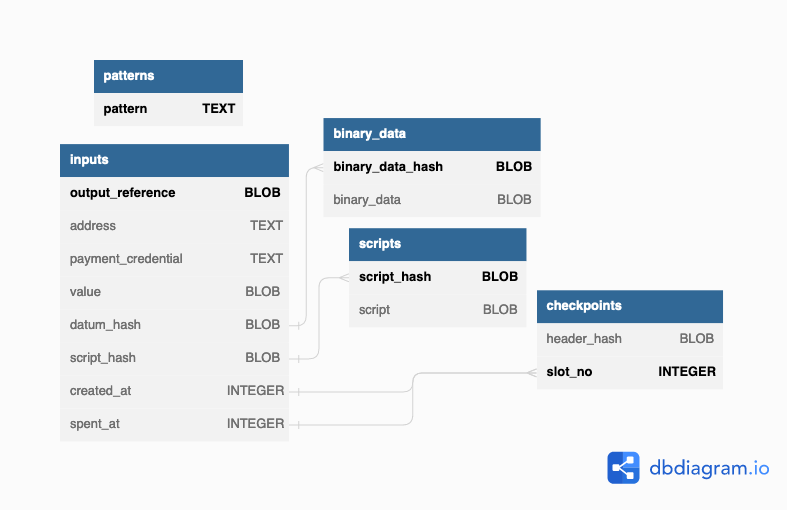 patterns
pattern TEXT
inputs
output_reference BLOB
address TEXT
payment_credential TEXT
value BLOB
datum_hash BLOB
script_hash BLOB
created_at INTEGER
spent_at INTEGER
binary_data
binary_data_hash BLOB
binary_data BLOB
scripts
script_hash BLOB
script BLOB
checkpoints
header_hash BLOB
slot_no INTEGER
dbdiagram.io